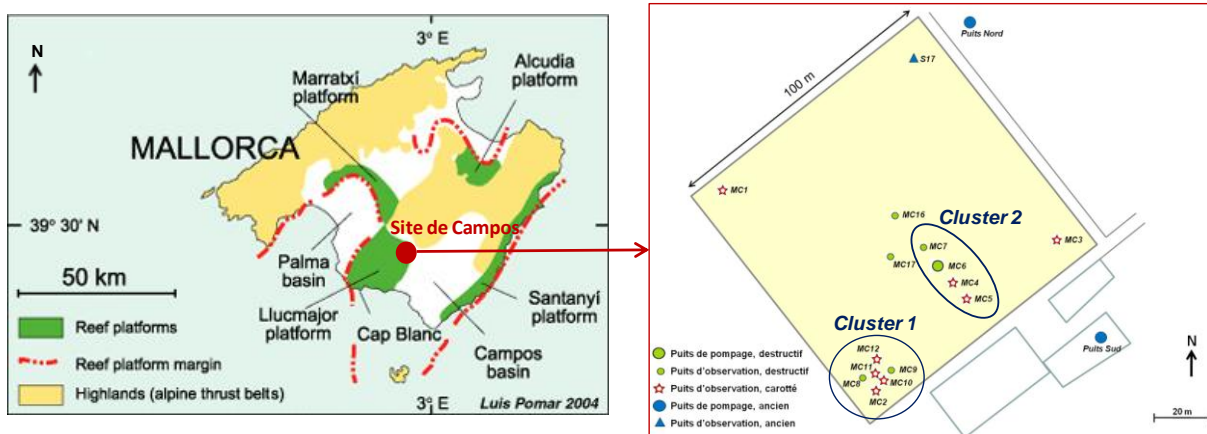 3° E
N
Alcudia
platform
Marratxi
platform
MALLORCA
39° 30' N
Site de Campos
50 km
Palma
basin
Llucmajor
platform
Cap Blanc
Campos
basin
Santanyí
platform
Reef platforms
Reef platform margin
Highlands (alpine thrust belts)
3° E
Luis Pomar 2004
Puits Nord
S17
100 m
MC1
MC16
Cluster 2
MC3
MC7
MC17
MC6
MC4
MC5
Cluster 1
Puits Sud
MC12
MC11
MC9
MC8
MC10
MC2
N
Puits de pompage, destructif
Puits d'observation, destructif
Puits d'observation, carotté
Puits de pompage, ancien
Puits d'observation, ancien
20 m